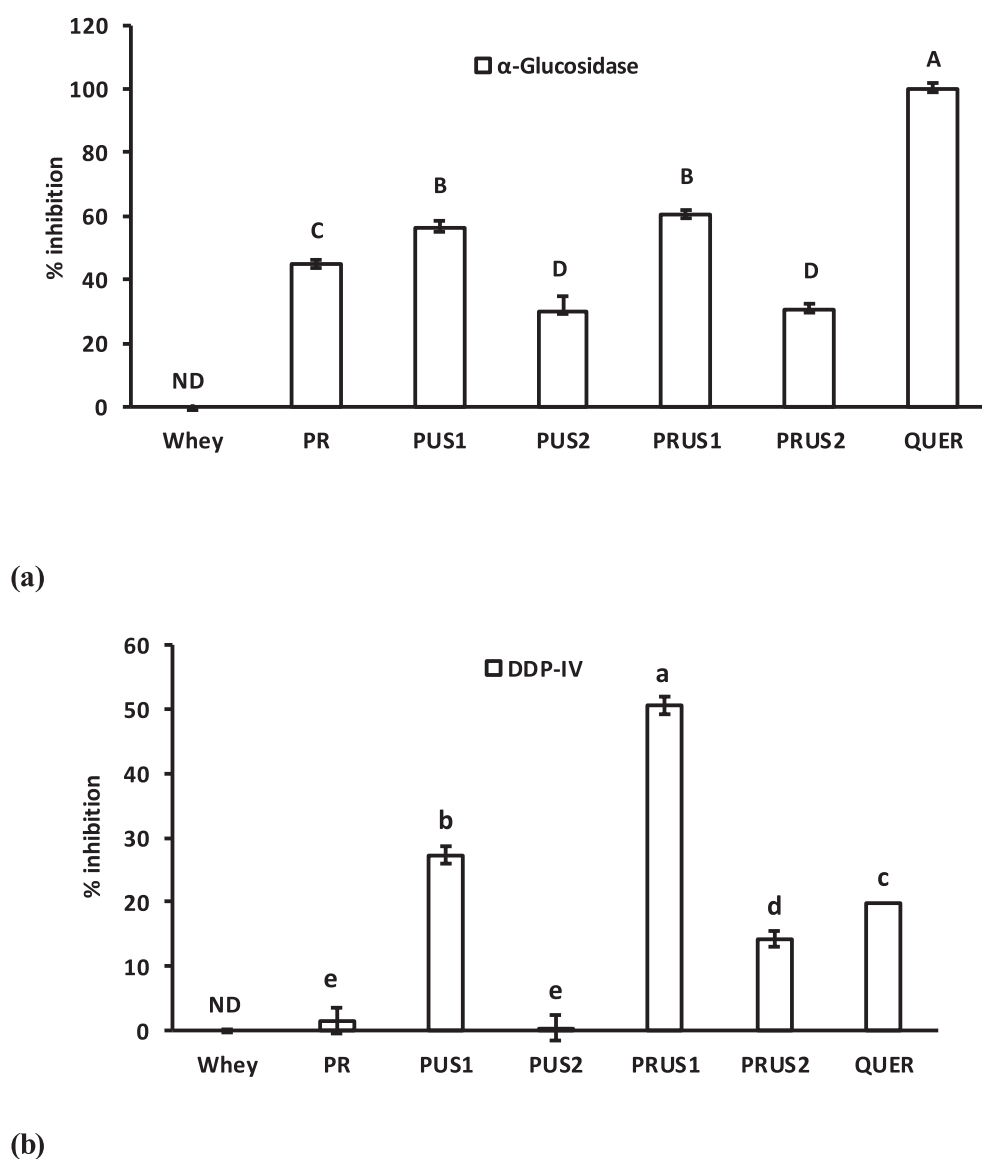 120
α-Glucosidase
A
100
80
B
B
% inhibition
60
C
D
D
40
20
ND
0
Whey PR PUS1 PUS2 PRUS1 PRUS2 QUER
(a)
60
DDP-IV
a
50
40
% inhibition
b
30
c
20
d
e
e
10
ND
0
Whey PR PUS1 PUS2 PRUS1 PRUS2 QUER
(b)